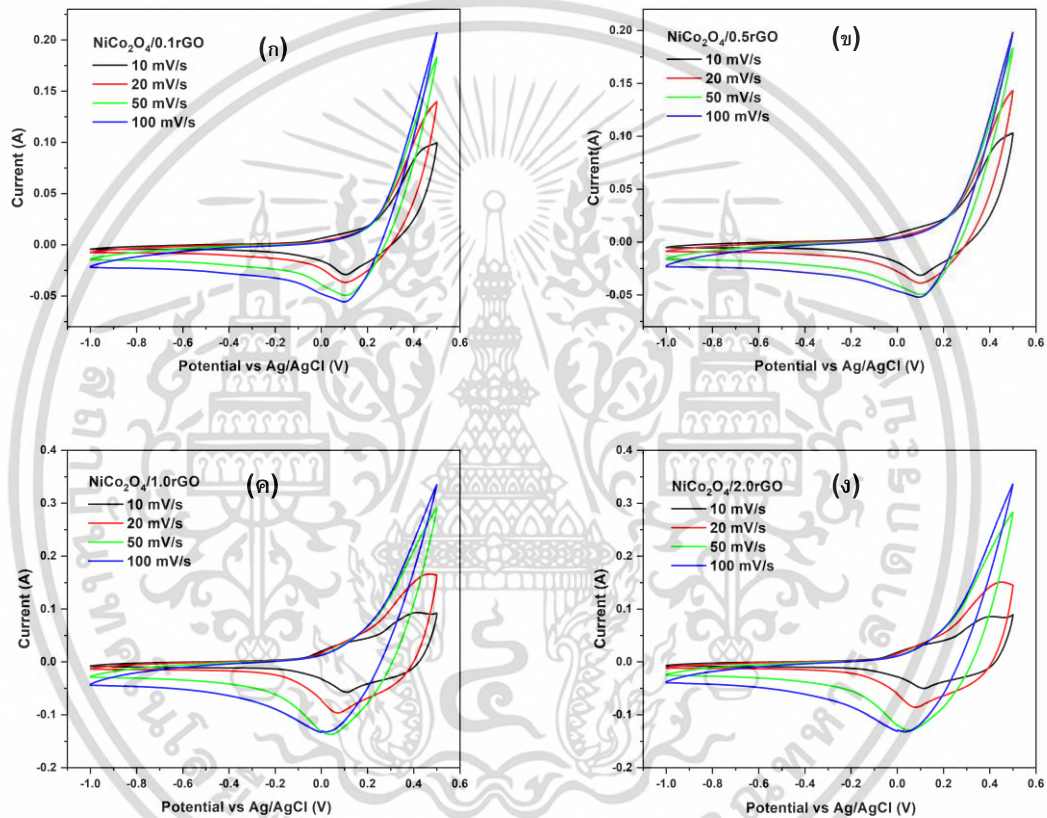 NiCo₂O₄/0.1rGO
(ก)
10 mV/s
20 mV/s
50 mV/s
100 mV/s
0.20
0.15
0.10
0.05
0.00
-0.05
Current (A)
-1.0 -0.8 -0.6 -0.4 -0.2 0.0 0.2 0.4 0.6
Potential vs Ag/AgCl (V)
NiCo₂O₄/0.5rGO
(ข)
10 mV/s
20 mV/s
50 mV/s
100 mV/s
0.20
0.15
0.10
0.05
0.00
-0.05
Current(A)
-1.0 -0.8 -0.6 -0.4 -0.2 0.0 0.2 0.4 0.6
Potential vs Ag/AgCl (V)
NiCo₂O₄/1.0rGO
(ค)
10 mV/s
20 mV/s
50 mV/s
100 mV/s
0.4
0.3
0.2
0.1
0.0
-0.1
-0.2
Current (A)
-1.0 -0.8 -0.6 -0.4 -0.2 0.0 0.2 0.4 0.6
Potential vs Ag/AgCl (V)
NiCo₂O₄/2.0rGO
(ง)
10 mV/s
20 mV/s
50 mV/s
100 mV/s
0.4
0.3
0.2
0.1
0.0
-0.1
-0.2
Current (A)
-1.0 -0.8 -0.6 -0.4 -0.2 0.0 0.2 0.4 0.6
Potential vs Ag/AgCl (V)